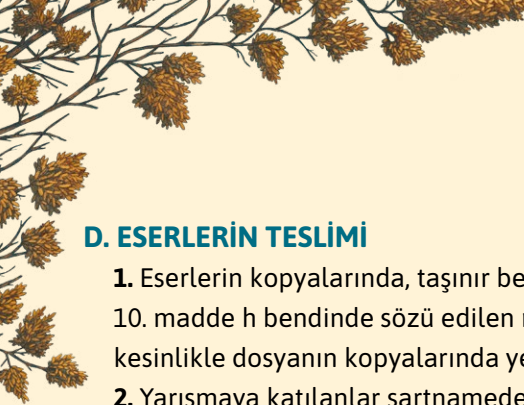 D. ESERLERİN TESLİMİ
1. Eserlerin kopyalarında, taşınır be
10. madde h bendinde sözü edilen
kesinlikle dosyanın kopyalarında ye
2. Yarışmaya katılanlar şartnamede